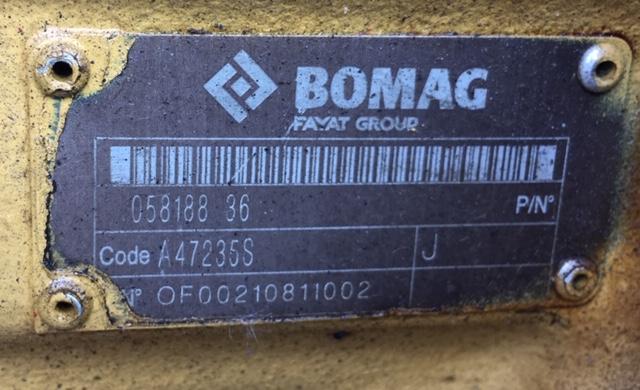 BOMAG
FAYAT GROUP
058188 36 P/N°
Code A47235S J
N° OF00210811002